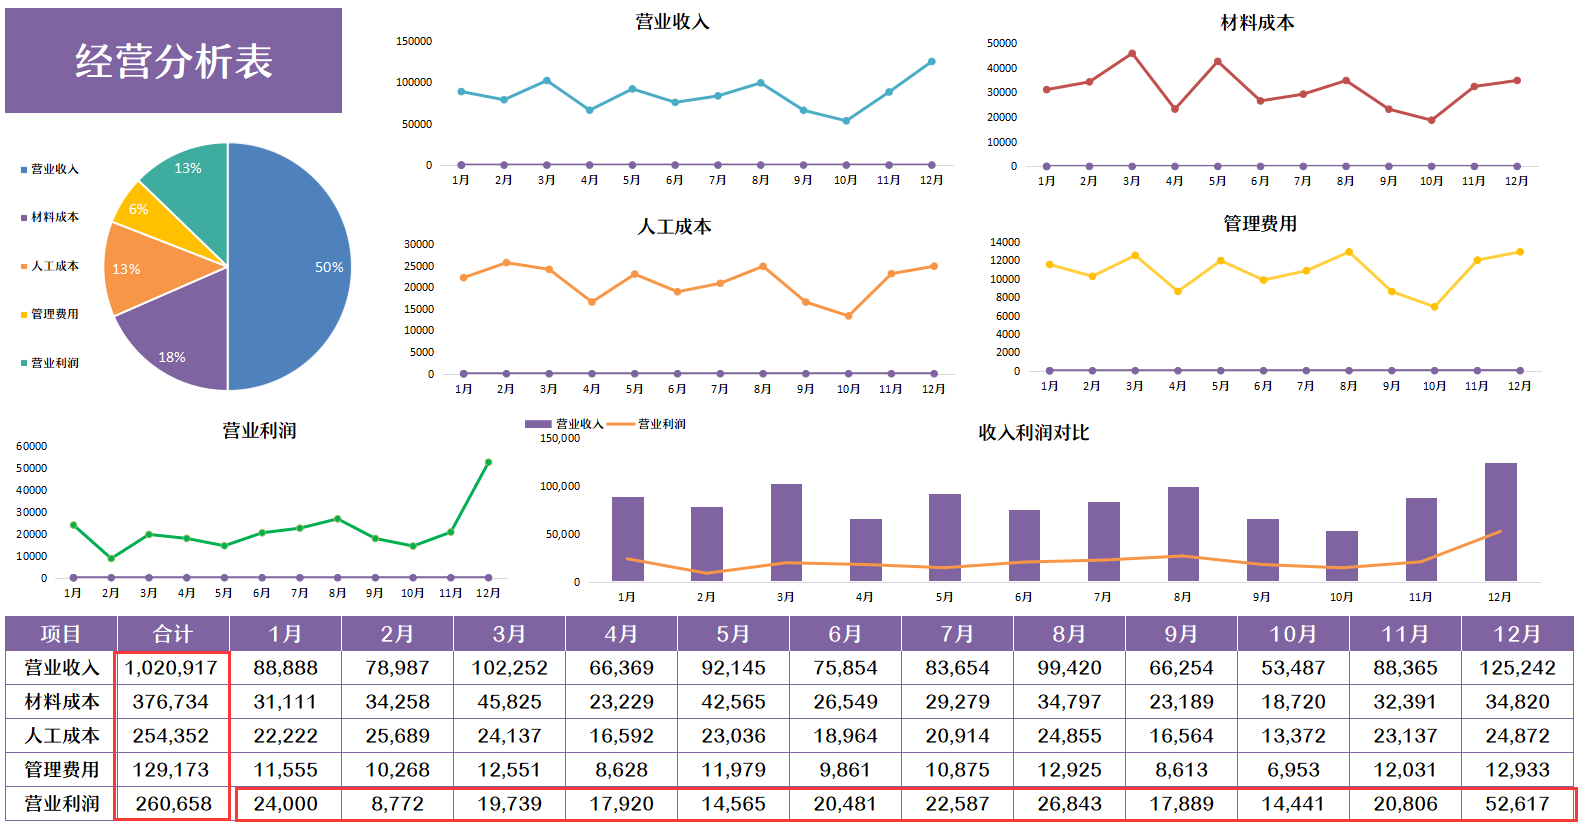 经营分析表
营业收入
材料成本
人工成本
管理费用
营业利润
50%
18%
13%
6%
13%
营业收入
150000
100000
50000
0
1月 2月 3月 4月 5月 6月 7月 8月 9月 10月 11月 12月
材料成本
50000
40000
30000
20000
10000
0
1月 2月 3月 4月 5月 6月 7月 8月 9月 10月 11月 12月
人工成本
30000
25000
20000
15000
10000
5000
0
1月 2月 3月 4月 5月 6月 7月 8月 9月 10月 11月 12月
管理费用
14000
12000
10000
8000
6000
4000
2000
0
1月 2月 3月 4月 5月 6月 7月 8月 9月 10月 11月 12月
营业利润
60000
50000
40000
30000
20000
10000
0
1月 2月 3月 4月 5月 6月 7月 8月 9月 10月 11月 12月
营业收入 营业利润
收入利润对比
150,000
100,000
50,000
0
1月 2月 3月 4月 5月 6月 7月 8月 9月 10月 11月 12月
项目 合计 1月 2月 3月 4月 5月 6月 7月 8月 9月 10月 11月 12月
营业收入 1,020,917 88,888 78,987 102,252 66,369 92,145 75,854 83,654 99,420 66,254 53,487 88,365 125,242
材料成本 376,734 31,111 34,258 45,825 23,229 42,565 26,549 29,279 34,797 23,189 18,720 32,391 34,820
人工成本 254,352 22,222 25,689 24,137 16,592 23,036 18,964 20,914 24,855 16,564 13,372 23,137 24,872
管理费用 129,173 11,555 10,268 12,551 8,628 11,979 9,861 10,875 12,925 8,613 6,953 12,031 12,933
营业利润 260,658 24,000 8,772 19,739 17,920 14,565 20,481 22,587 26,843 17,889 14,441 20,806 52,617